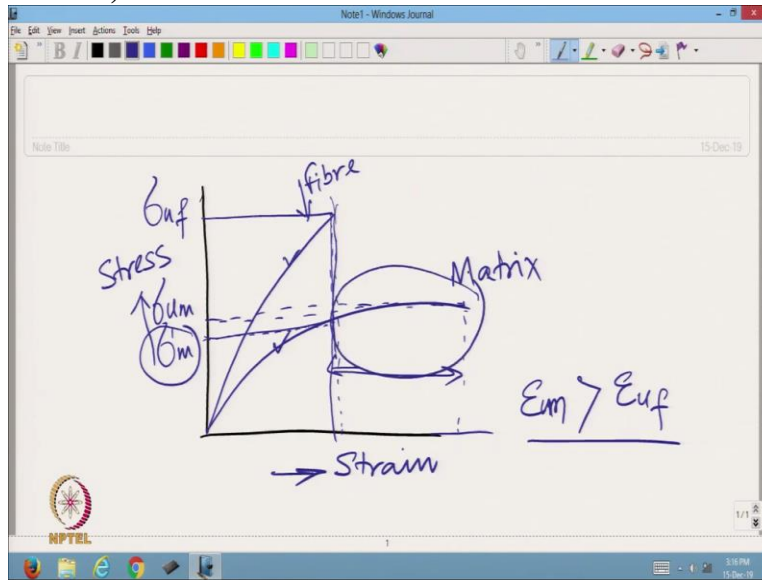 Note1 - Windows Journal
File Edit View Insert Actions Tools Help
B I
Note Title
15-Dec-19
fibre
σuf
Stress
Matrix
σum
σm
εum > εuf
Strain
NPTEL
1/1
1
3:16 PM
15-Dec-19